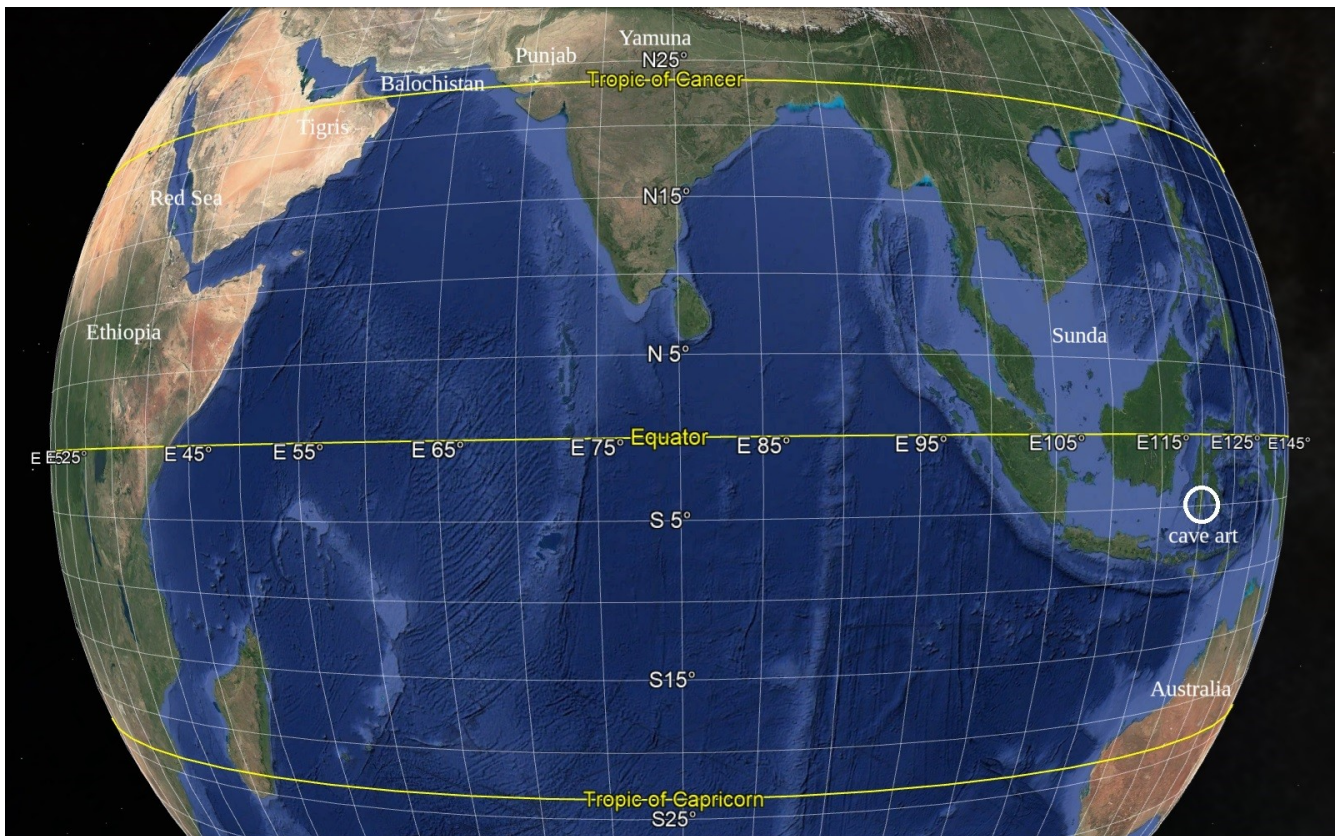 Yamuna
Punjab
N25°
Tropic of Cancer
Balochistan
Tigris
Red Sea
N15°
Ethiopia
Sunda
N 5°
Equator
E 45°
E 55°
E 65°
E 75°
E 85°
E 95°
E105°
E115°
E125°
E145°
E25°
S 5°
cave art
S15°
Australia
Tropic of Capricorn
S25°